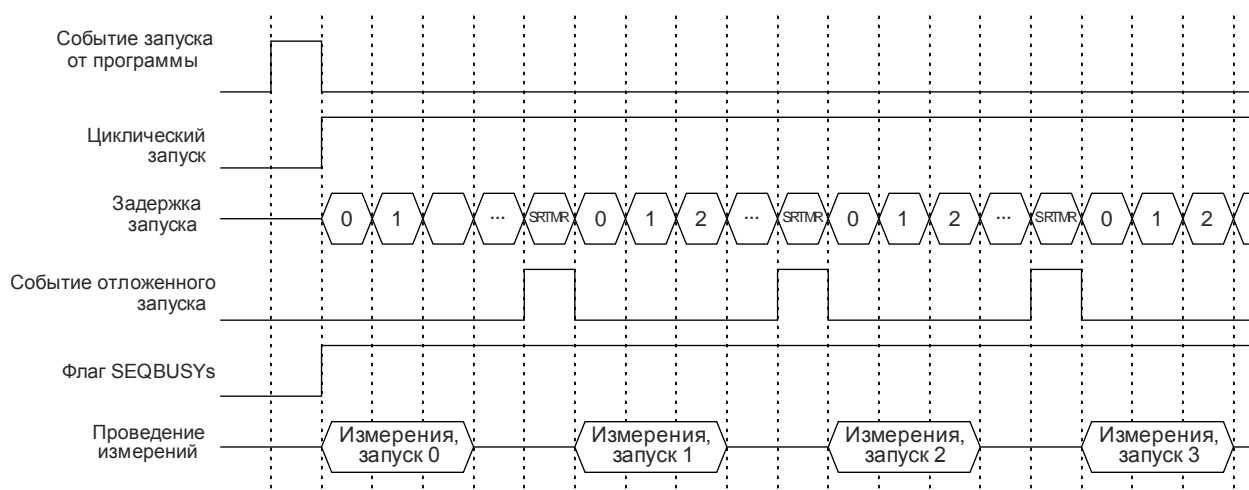 Событие запуска
от программы
Циклический
запуск
Задержка
запуска
0 1 ... SRTMR 0 1 2 ... SRTMR 0 1 2 ... SRTMR 0 1 2
Событие отложенного
запуска
Флаг SEQBUSYs
Проведение
измерений
Измерения,
запуск 0
Измерения,
запуск 1
Измерения,
запуск 2
Измерения,
запуск 3